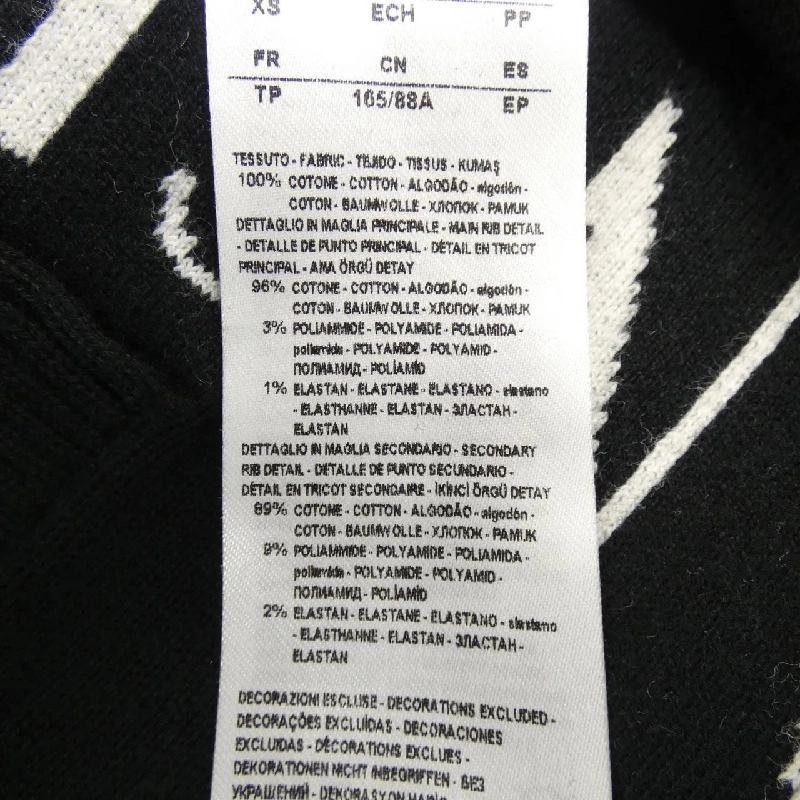 XS ECH PP
FR CN ES
TP 165/88A EP
TESSUTO - FABRIC - TEJIDO - TISSUS - KUMAŞ
100% COTONE - COTTON - ALGODÃO - algodón -
COTON - BAUMWOLLE - ХЛОПОК - PAMUK
DETTAGLIO IN MAGLIA PRINCIPALE - MAIN RIB DETAIL
- DETALLE DE PUNTO PRINCIPAL - DÉTAIL EN TRICOT
PRINCIPAL - ANA ÖRGÜ DETAY
96% COTONE - COTTON - ALGODÃO - algodón -
COTON - BAUMWOLLE - ХЛОПОК - PAMUK
3% POLIAMMIDE - POLYAMIDE - POLIAMIDA -
poliamida - POLYAMIDE - POLYAMID -
ПОЛИАМИД - POLİAMİD
1% ELASTAN - ELASTANE - ELASTANO - elastano
- ELASTHANNE - ELASTAN - ЭЛАСТАН -
ELASTAN
DETTAGLIO IN MAGLIA SECONDARIO - SECONDARY
RIB DETAIL - DETALLE DE PUNTO SECUNDARIO -
DÉTAIL EN TRICOT SECONDAIRE - İKİNCİ ÖRGÜ DETAY
89% COTONE - COTTON - ALGODÃO - algodón -
COTON - BAUMWOLLE - ХЛОПОК - PAMUK
9% POLIAMMIDE - POLYAMIDE - POLIAMIDA -
poliamida - POLYAMIDE - POLYAMID -
ПОЛИАМИД - POLİAMİD
2% ELASTAN - ELASTANE - ELASTANO - elastano
- ELASTHANNE - ELASTAN - ЭЛАСТАН -
ELASTAN
DECORAZIONI ESCLUSE - DECORATIONS EXCLUDED -
DECORAÇÕES EXCLUÍDAS - DECORACIONES
EXCLUIDAS - DÉCORATIONS EXCLUES -
DEKORATIONEN NICHT INBEGRIFFEN - БЕЗ
УКРАШЕНИЙ - DEKORASYON HARİÇ